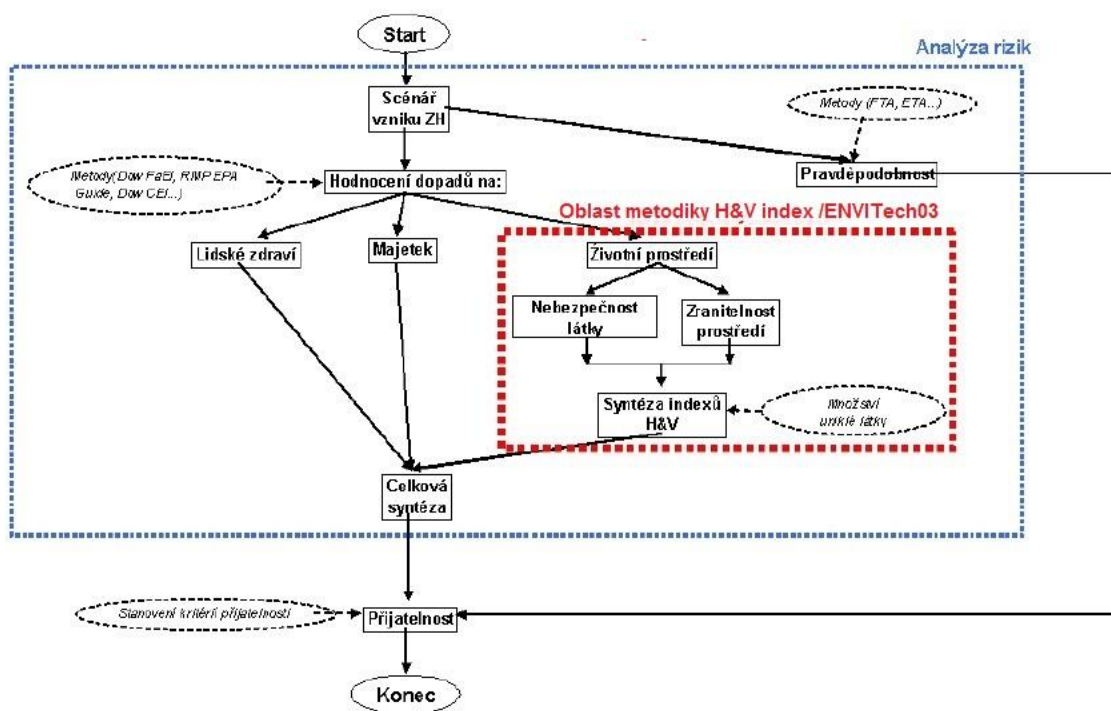 Start
Analýza rizik
Scénář
vzniku ZH
Metody (FTA, ETA...)
Metody(Dow FaEI, RMP EPA
Guide, Dow CEI...)
Hodnocení dopadů na:
Pravděpodobnost
Oblast metodiky H&V index /ENVITech03
Lidské zdraví
Majetek
Životní prostředí
Nebezpečnost
látky
Zranitelnost
prostředí
Syntéza indexů
H&V
Množství
uniklé látky
Celková
syntéza
Stanovení kritérií přijatelnosti
Přijatelnost
Konec